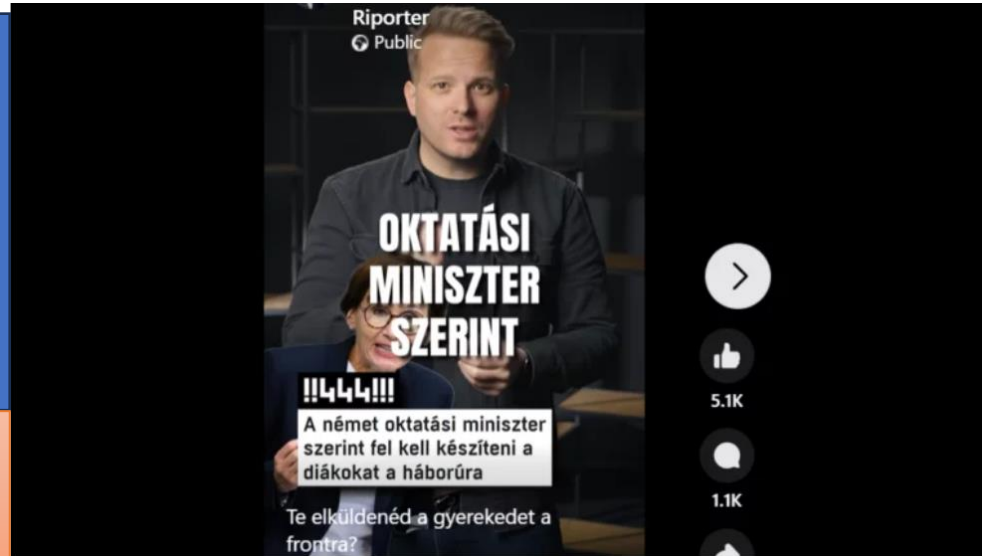 Riporter
Public
OKTATÁSI
MINISZTER
SZERINT
!!444!!!
A német oktatási miniszter
szerint fel kell készíteni a
diákokat a háborúra
Te elküldenéd a gyerekedet a
frontra?
5.1K
1.1K